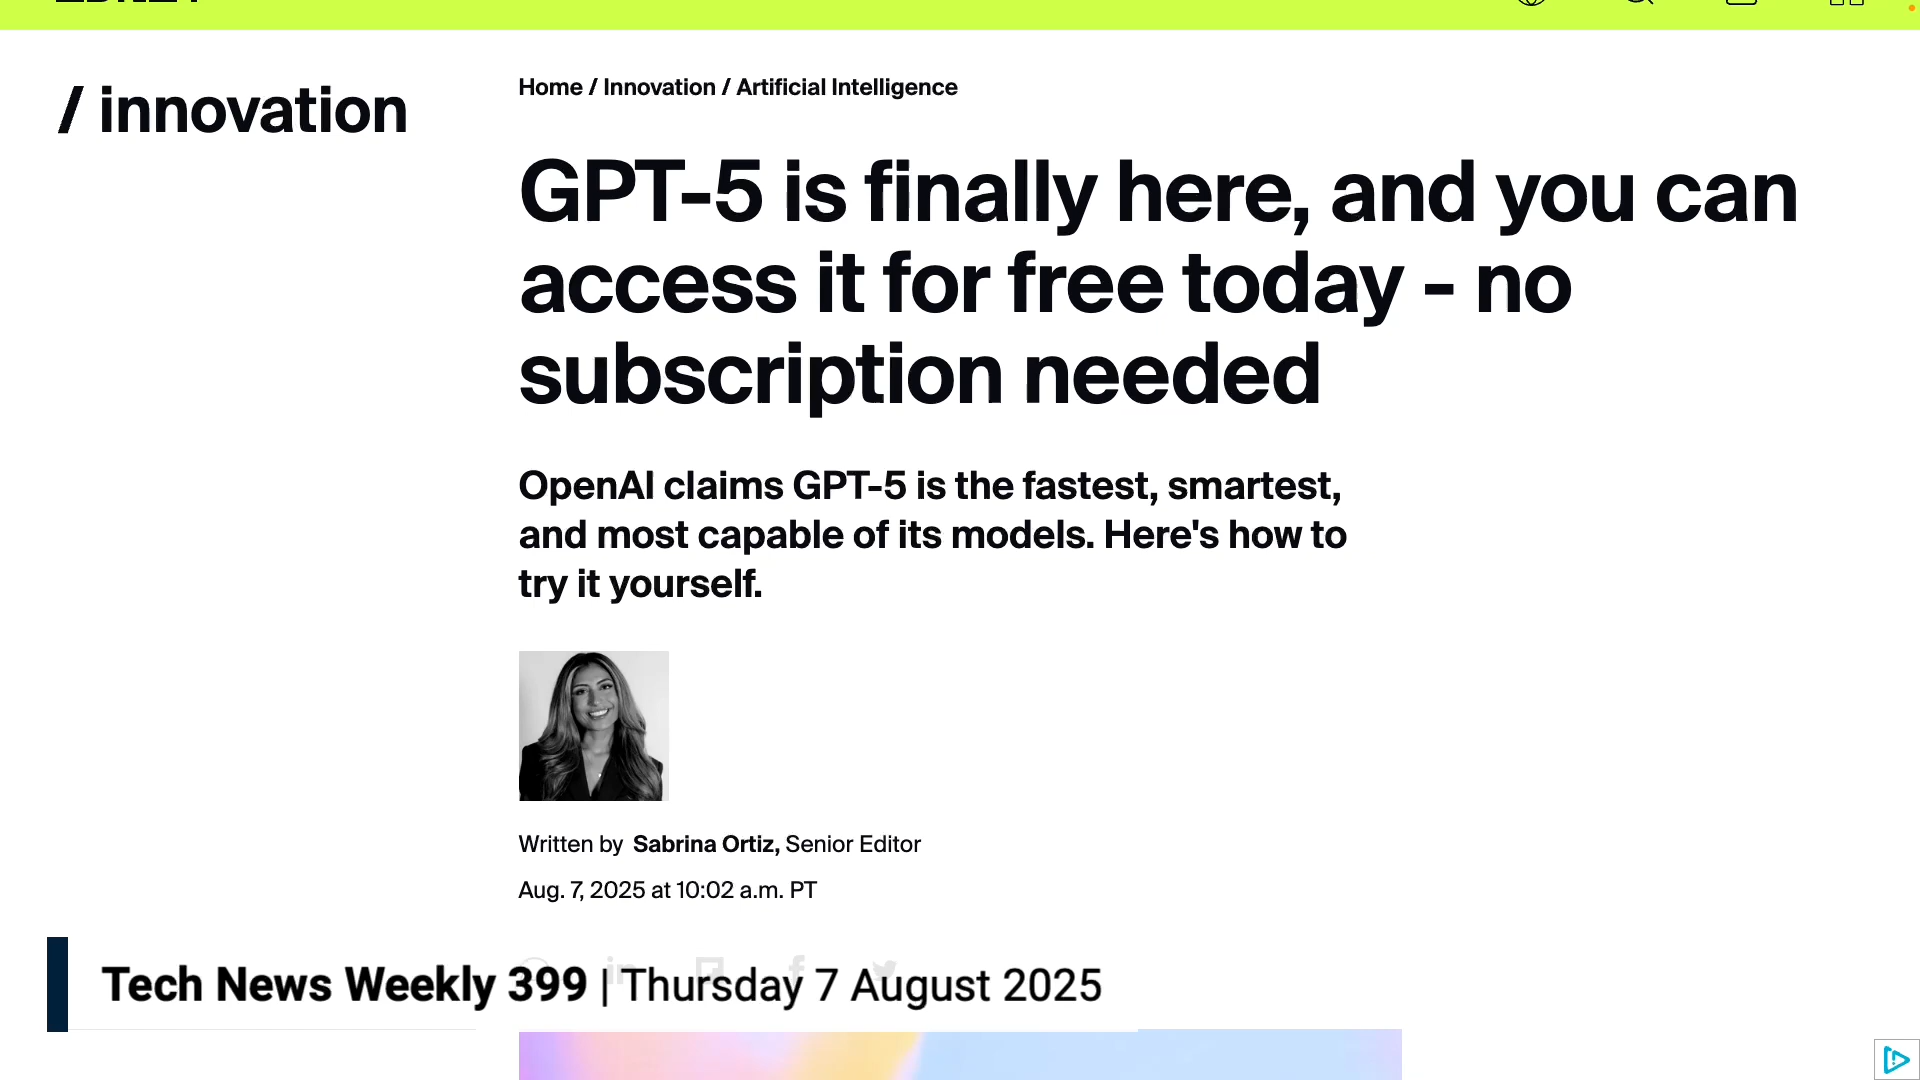 / innovation
Home / Innovation / Artificial Intelligence
GPT-5 is finally here, and you can
access it for free today - no
subscription needed
OpenAI claims GPT-5 is the fastest, smartest,
and most capable of its models. Here's how to
try it yourself.
Written by Sabrina Ortiz, Senior Editor
Aug. 7, 2025 at 10:02 a.m. PT
Tech News Weekly 399 | Thursday 7 August 2025